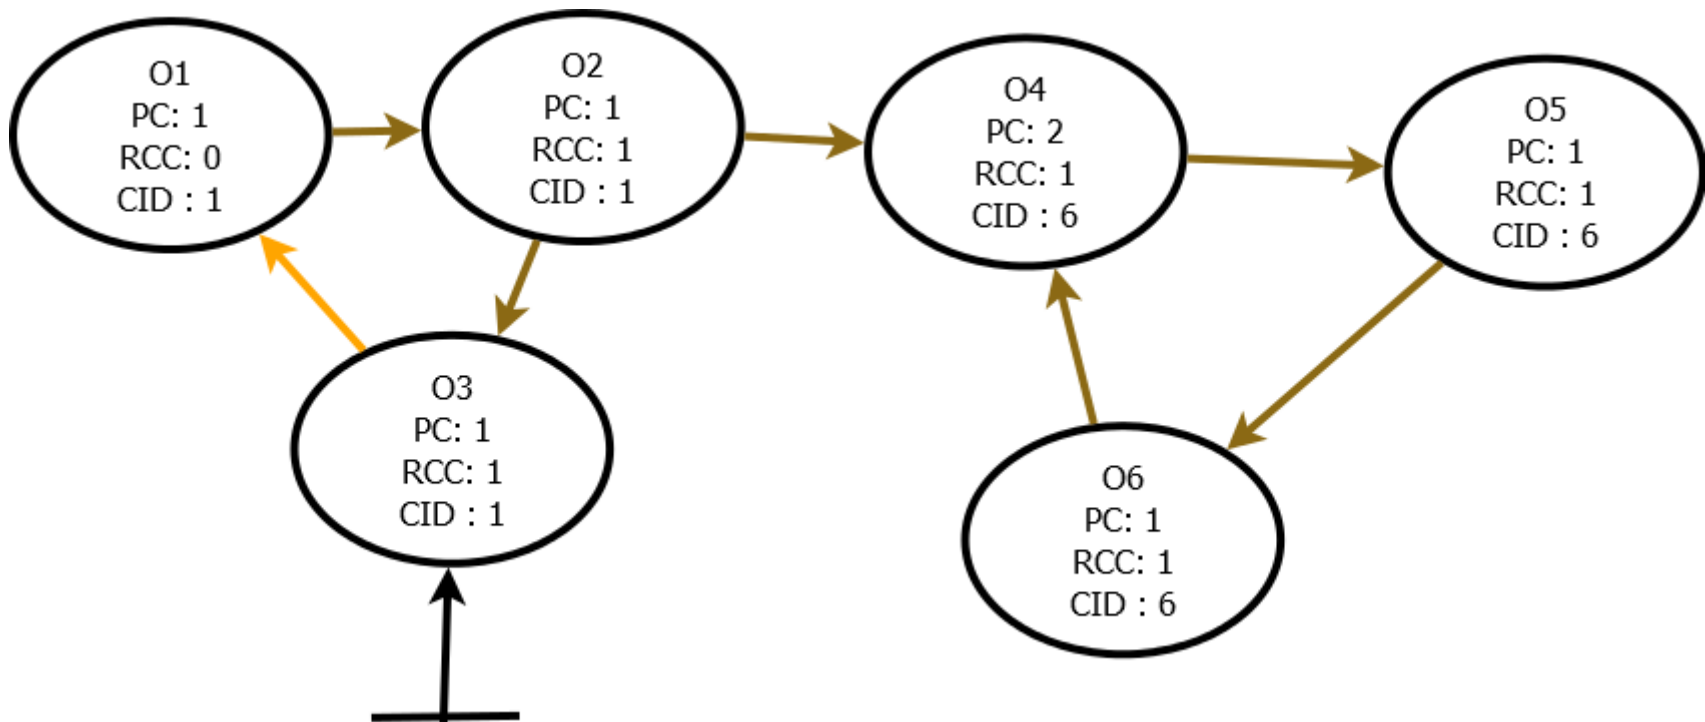 O1
PC: 1
RCC: 0
CID : 1
O2
PC: 1
RCC: 1
CID : 1
O4
PC: 2
RCC: 1
CID : 6
O5
PC: 1
RCC: 1
CID : 6
O3
PC: 1
RCC: 1
CID : 1
O6
PC: 1
RCC: 1
CID : 6